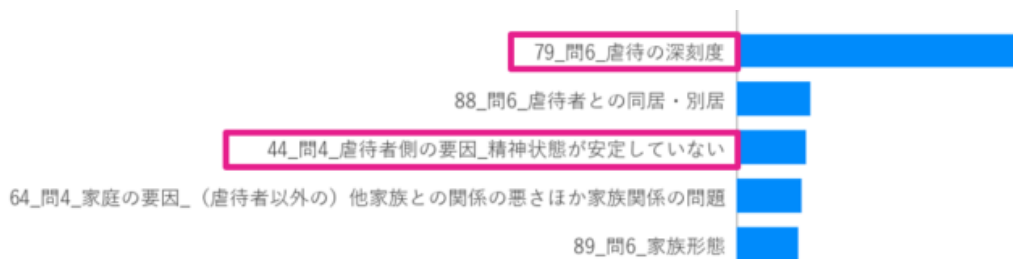 79_問6_虐待の深刻度
88_問6_虐待者との同居・別居
44_問4_虐待者側の要因_精神状態が安定していない
64_問4_家庭の要因_（虐待者以外の）他家族との関係の悪さほか家族関係の問題
89_問6_家族形態